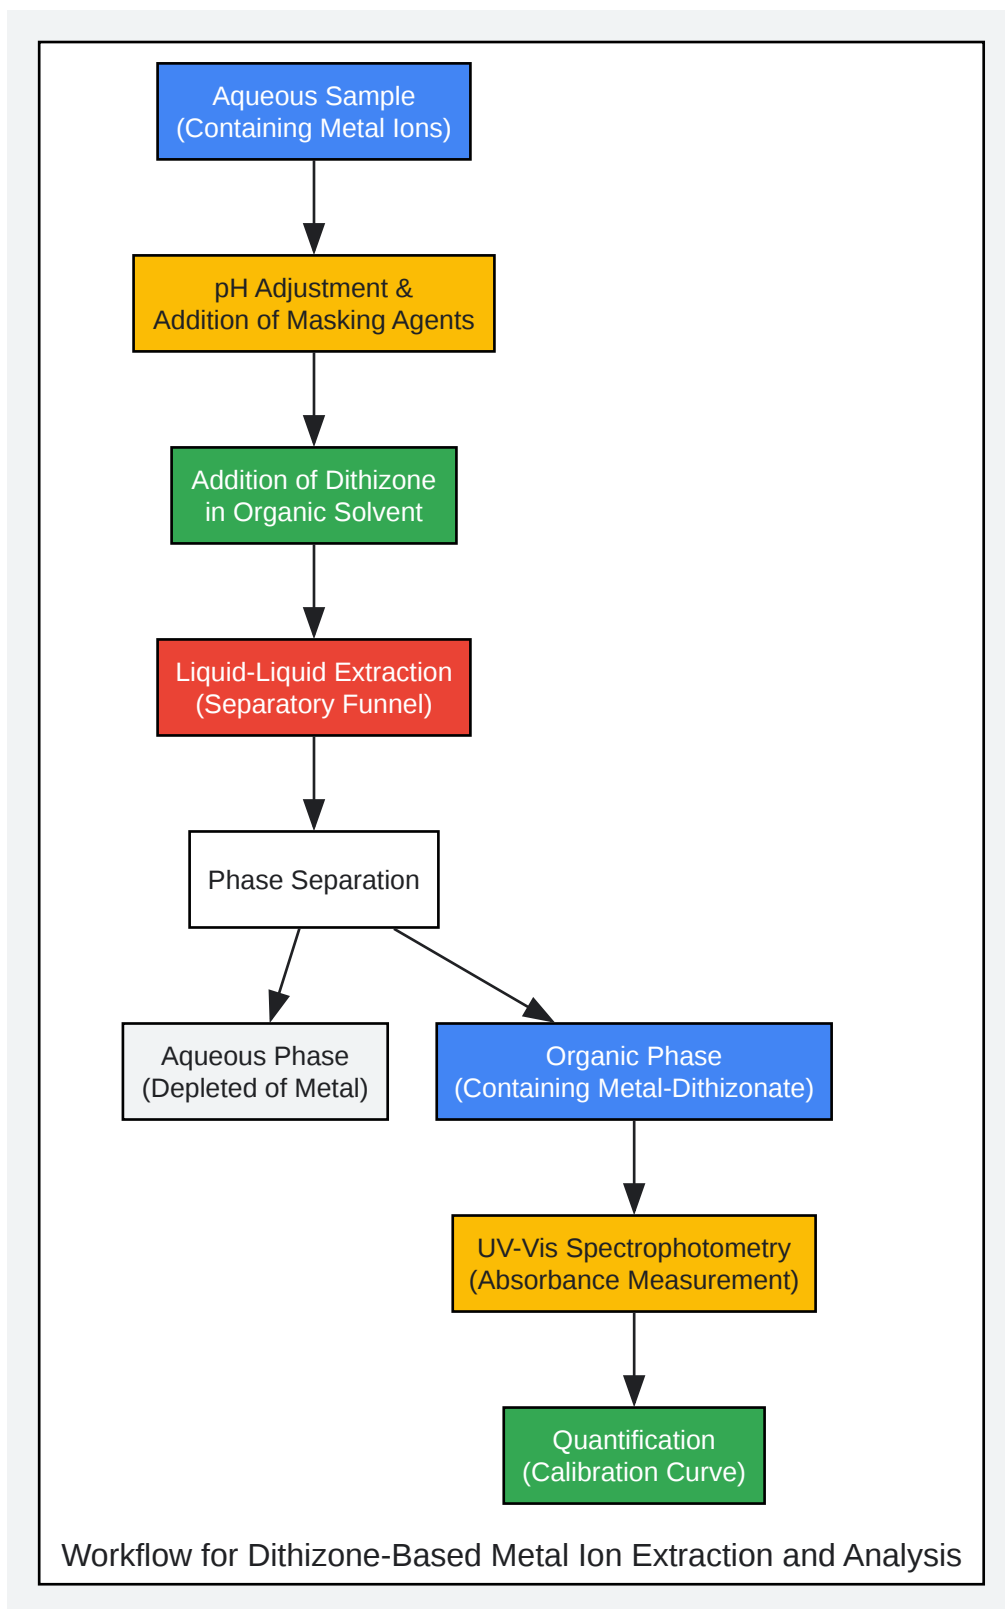 Aqueous Sample
(Containing Metal Ions)
pH Adjustment &
Addition of Masking Agents
Addition of Dithizone
in Organic Solvent
Liquid-Liquid Extraction
(Separatory Funnel)
Phase Separation
Aqueous Phase
(Depleted of Metal)
Organic Phase
(Containing Metal-Dithizonate)
UV-Vis Spectrophotometry
(Absorbance Measurement)
Quantification
(Calibration Curve)
Workflow for Dithizone-Based Metal Ion Extraction and Analysis